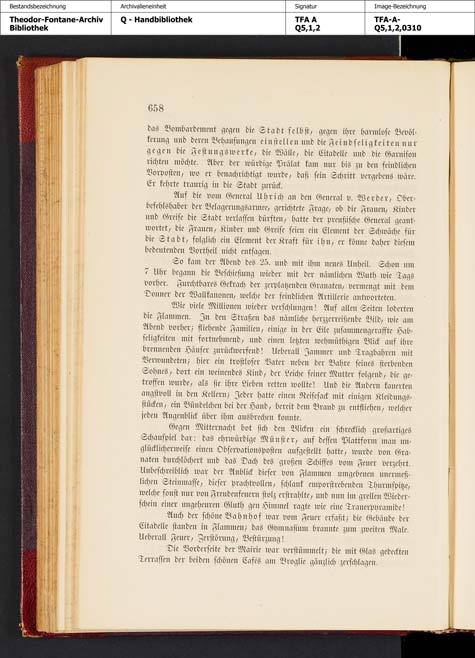 Bestandsbezeichnung
Archivalieneinheit
Signatur
Image-Bezeichnung
Theodor-Fontane-Archiv
Bibliothek
Q - Handbibliothek
TFA A
Q5,1,2
TFA-A-
Q5,1,2,0310
658
das Bombardement gegen die Stadt selbst, gegen ihre harmlose Bevöl-
kerung und deren Behausungen einstellen und die Feindseligkeiten nur
gegen die Festungswerke, die Wälle, die Citadelle und die Garnison
richten möchte. Aber der würdige Prälat kam nur bis zu den feindlichen
Vorposten, wo er benachrichtigt wurde, daß sein Schritt vergebens wäre.
Er kehrte traurig in die Stadt zurück.
Auf die vom General Uhrich an den General v. Werder, Ober-
befehlshaber der Belagerungsarmee, gerichtete Frage, ob die Frauen, Kinder
und Greise die Stadt verlassen dürften, hatte der preußische General geant-
wortet, die Frauen, Kinder und Greise seien ein Element der Schwäche für
die Stadt, folglich ein Element der Kraft für ihn, er könne daher diesem
bedeutenden Vortheil nicht entsagen.
So kam der Abend des 25. und mit ihm neues Unheil. Schon um
7 Uhr begann die Beschießung wieder mit der nämlichen Wuth wie Tags
vorher. Furchtbares Gekrach der zerplatzenden Granaten, vermengt mit dem
Donner der Wallkanonen, welche der feindlichen Artillerie antworteten.
Wie viele Millionen wieder verschlungen! Auf allen Seiten loderten
die Flammen. In den Straßen das nämliche herzzerreißende Bild, wie am
Abend vorher; fliehende Familien, einige in der Eile zusammengeraffte Hab-
seligkeiten mit fortnehmend, und einen letzten wehmüthigen Blick auf ihre
brennenden Häuser zurückwerfend! Ueberall Jammer und Tragbahren mit
Verwundeten; hier ein trostloser Vater neben der Bahre seines sterbenden
Sohnes, dort ein weinendes Kind, der Leiche seiner Mutter folgend, die ge-
troffen wurde, als sie ihre Lieben retten wollte! Und die Andern kauerten
angstvoll in den Kellern; Jeder hatte einen Reisesack mit einigen Kleidungs-
stücken, ein Bündelchen bei der Hand, bereit dem Brand zu entfliehen, welcher
jeden Augenblick über ihm ausbrechen konnte.
Gegen Mitternacht bot sich den Blicken ein schrecklich großartiges
Schauspiel dar: das ehrwürdige Münster, auf dessen Plattform man un-
glücklicherweise einen Observationsposten aufgestellt hatte, wurde von Gra-
naten durchlöchert und das Dach des großen Schiffes vom Feuer verzehrt.
Unbeschreiblich war der Anblick dieser von Flammen umgebenen unermeß-
lichen Steinmasse, dieser prachtvollen, schlank emporstrebenden Thurmspitze,
welche sonst nur von Freudenfeuern stolz erstrahlte, und nun im grellen Wieder-
schein einer ungeheuren Gluth gen Himmel ragte wie eine Trauerpyramide!
Auch der schöne Bahnhof war vom Feuer erfaßt; die Gebäude der
Citadelle standen in Flammen; das Gymnasium brannte zum zweiten Male.
Ueberall Feuer, Zerstörung, Bestürzung!
Die Vorderseite der Mairie war verstümmelt; die mit Glas gedeckten
Terrassen der beiden schönen Cafés am Broglie gänzlich zerschlagen.